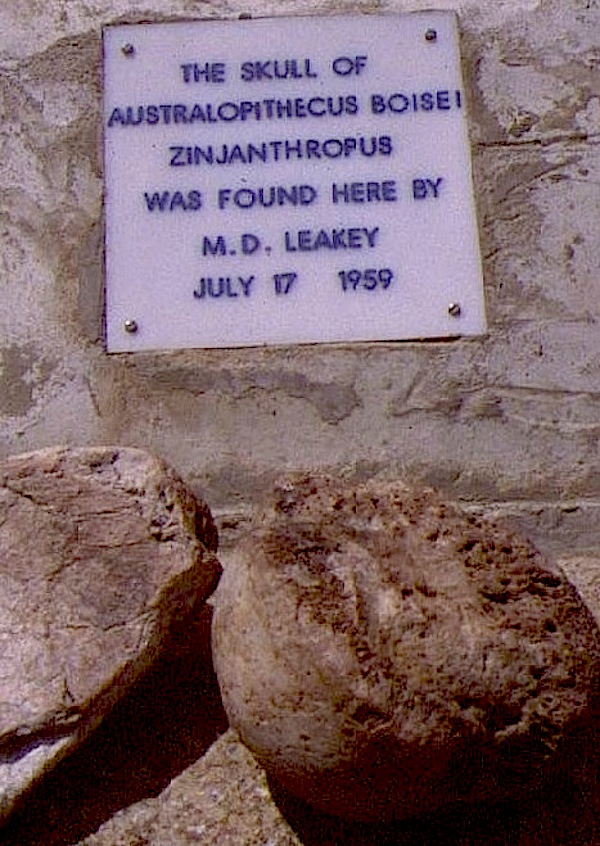 THE SKULL OF
AUSTRALOPITHECUS BOISEI
ZINJANTHROPUS
WAS FOUND HERE BY
M.D. LEAKEY
JULY 17 1959